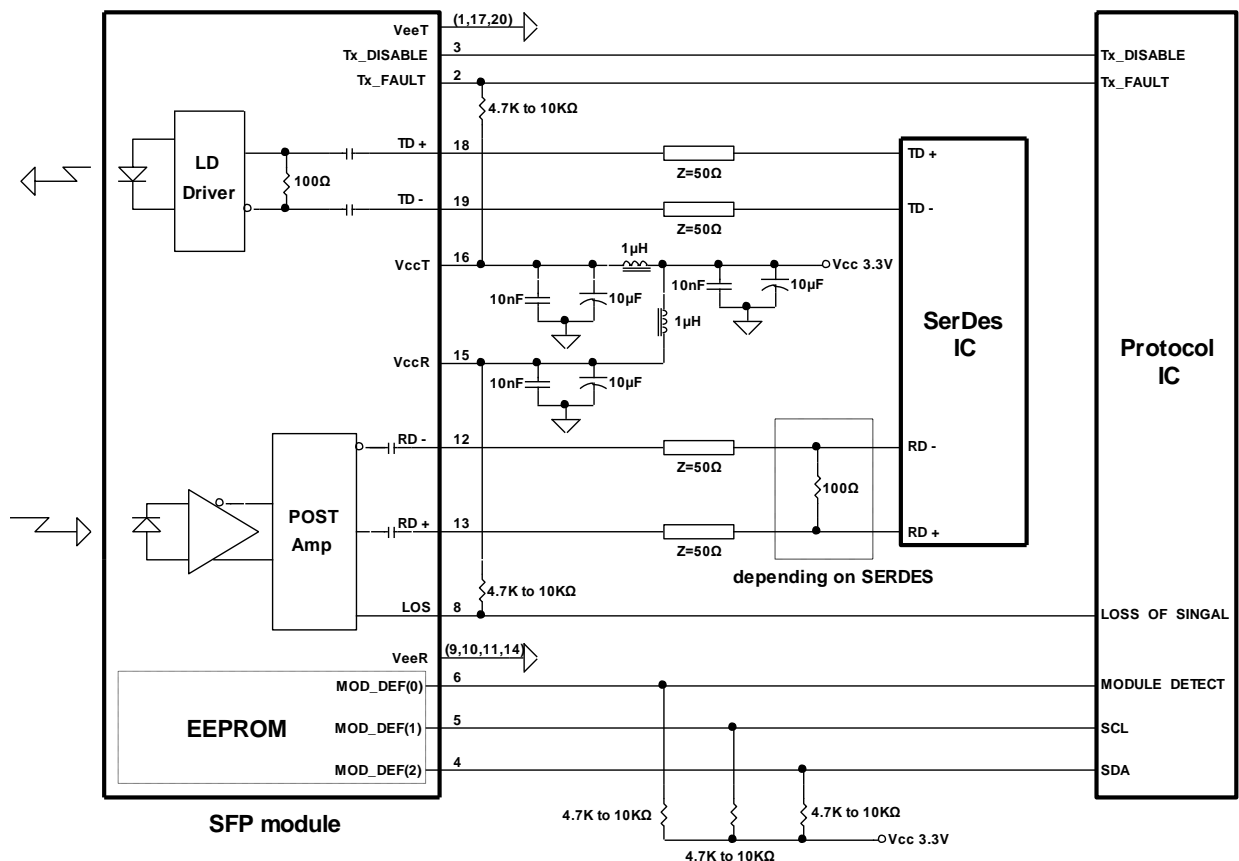 VeeT (1,17,20)
Tx_DISABLE 3 Tx_DISABLE
Tx_FAULT 2 Tx_FAULT
4.7K to 10KΩ
LD
Driver
100Ω
TD + 18 TD +
Z=50Ω
TD - 19 TD -
Z=50Ω
1µH
VccT 16 Vcc 3.3V
10nF 10µF 10nF 10µF
1µH
SerDes
IC
Protocol
IC
VccR 15
10nF 10µF
RD - 12 RD -
Z=50Ω
100Ω
POST
Amp
RD + 13 RD +
Z=50Ω
depending on SERDES
4.7K to 10KΩ
LOS 8 LOSS OF SINGAL
VeeR (9,10,11,14)
EEPROM
MOD_DEF(0) 6 MODULE DETECT
MOD_DEF(1) 5 SCL
MOD_DEF(2) 4 SDA
SFP module
4.7K to 10KΩ 4.7K to 10KΩ
Vcc 3.3V
4.7K to 10KΩ